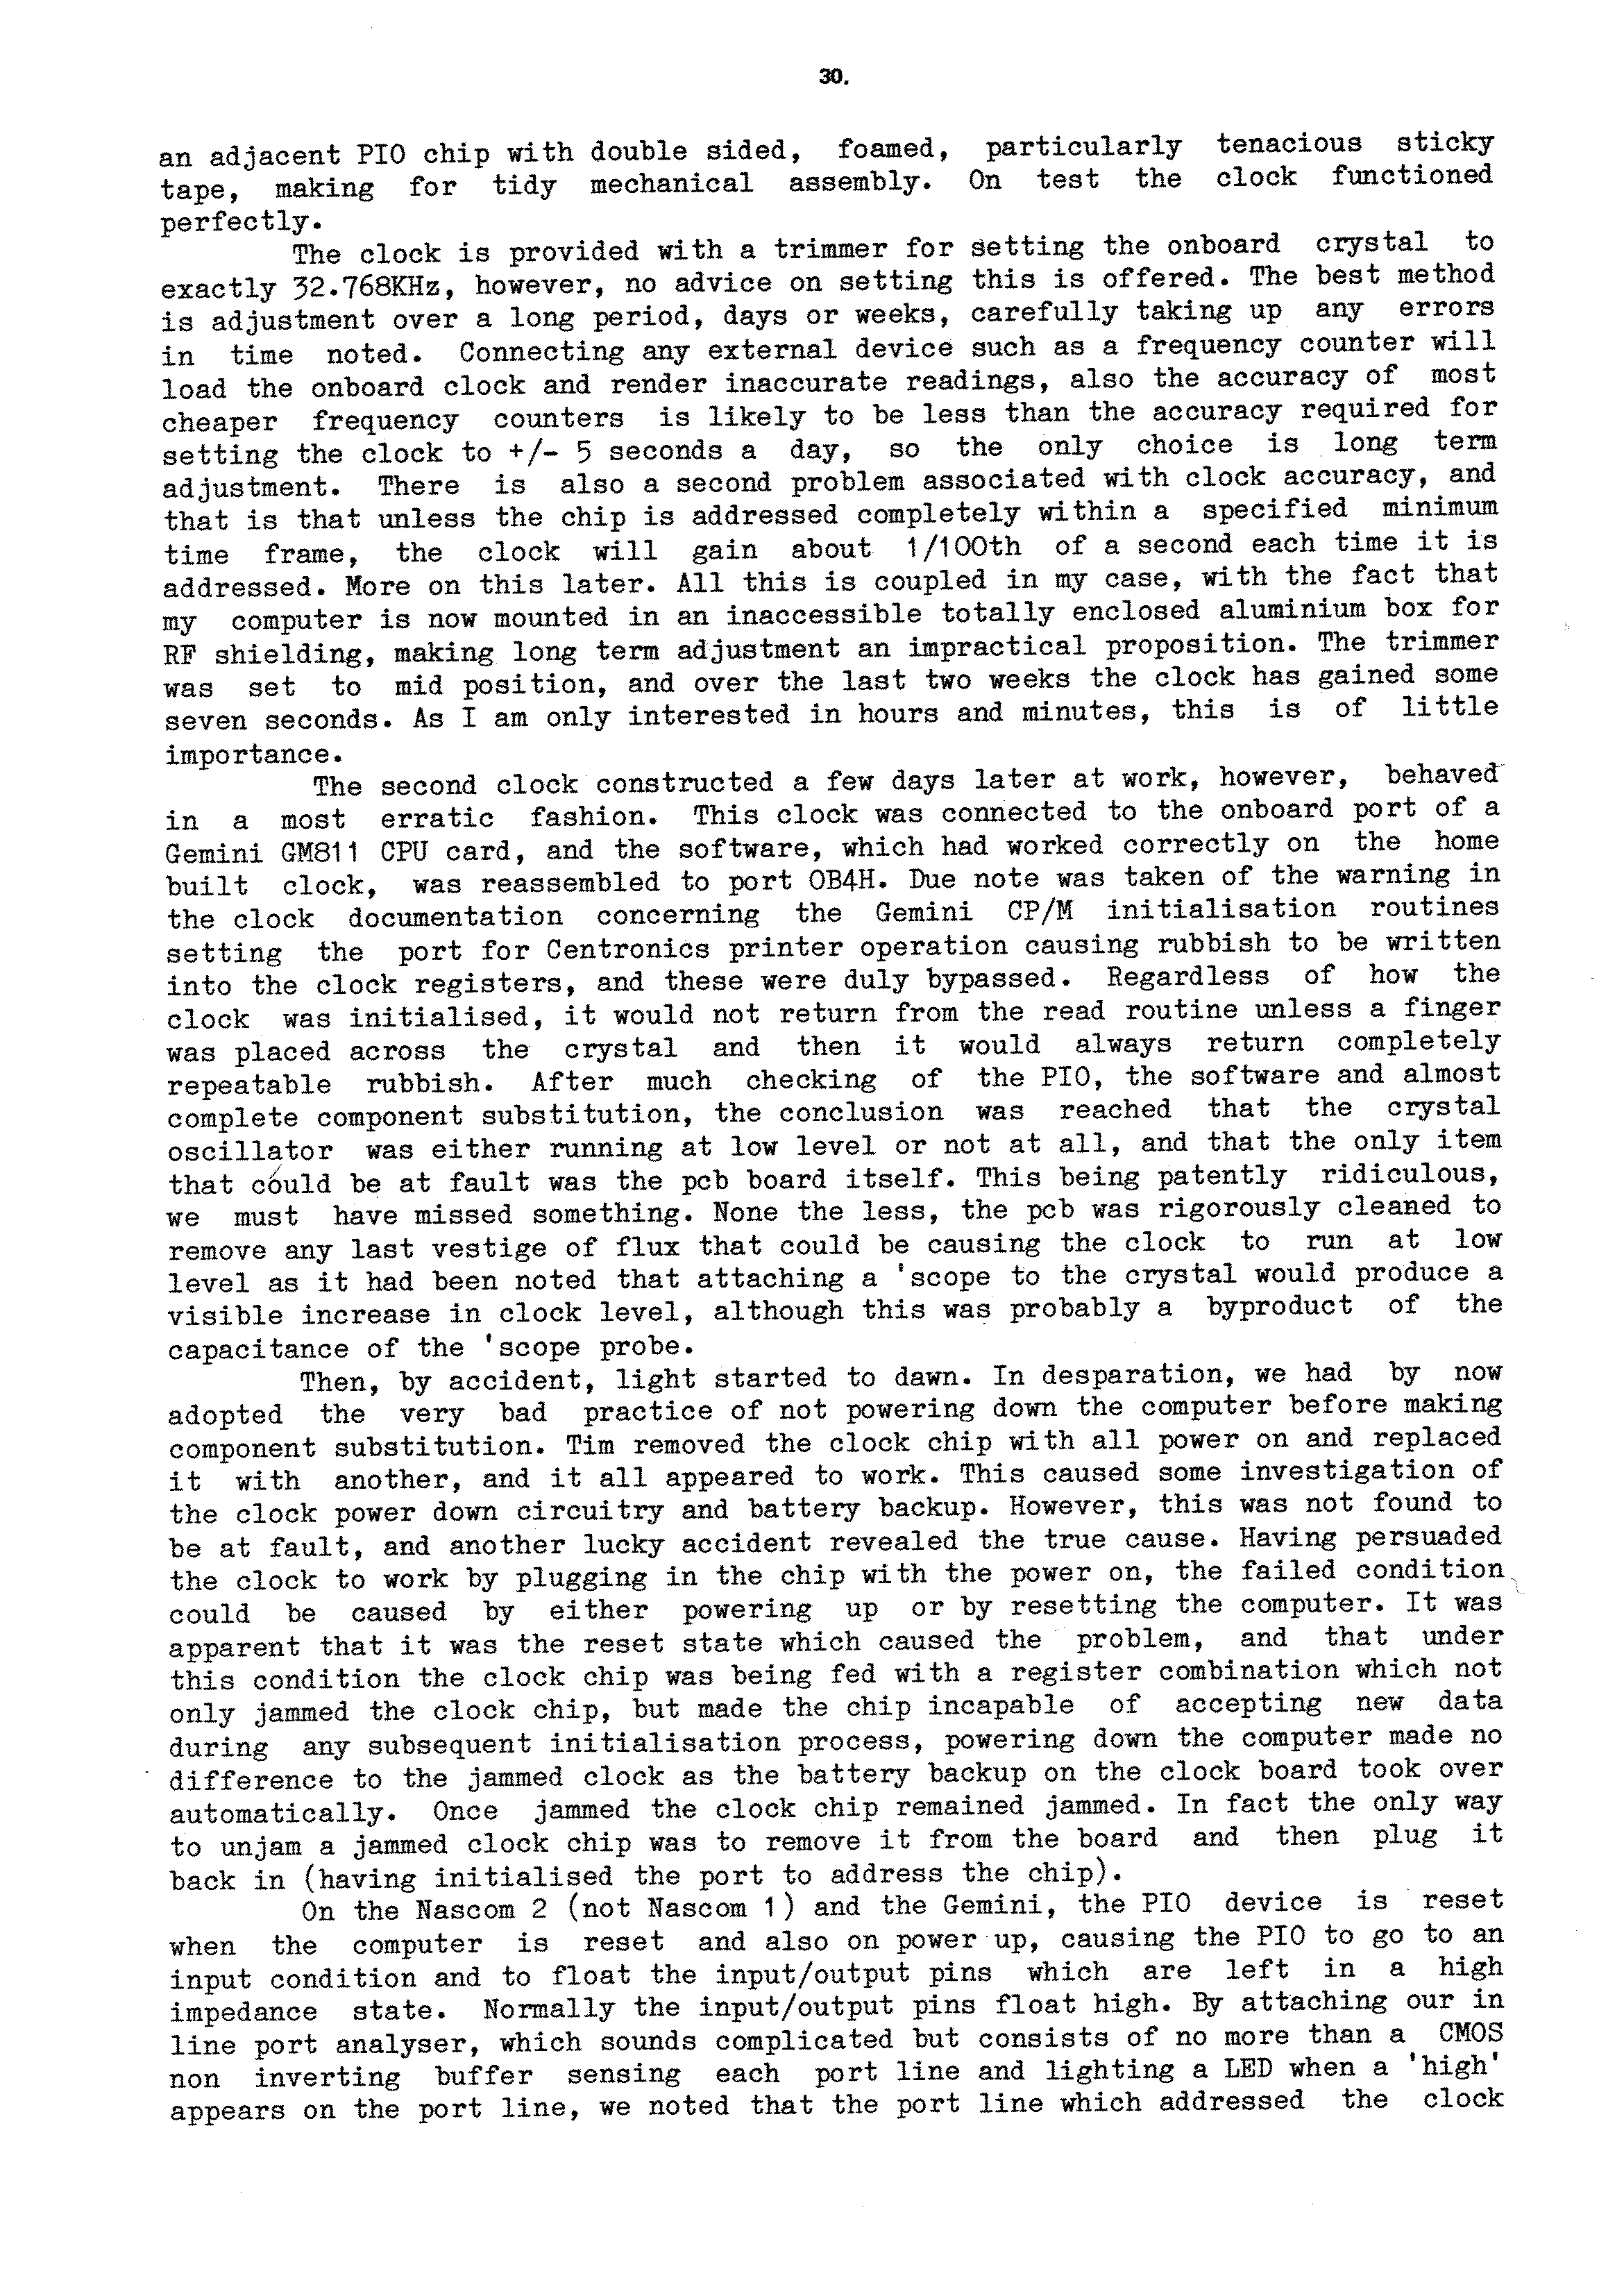 30.
an adjacent PIO chip with double sided, foamed, particularly tenacious sticky
tape, making for tidy mechanical assembly. On test the clock functioned
perfectly.
The clock is provided with a trimmer for setting the onboard crystal to
exactly 32.768KHz, however, no advice on setting this is offered. The best method
is adjustment over a long period, days or weeks, carefully taking up any errors
in time noted. Connecting any external device such as a frequency counter will
load the onboard clock and render inaccurate readings, also the accuracy of most
cheaper frequency counters is likely to be less than the accuracy required for
setting the clock to +/- 5 seconds a day, so the only choice is long term
adjustment. There is also a second problem associated with clock accuracy, and
that is that unless the chip is addressed completely within a specified minimum
time frame, the clock will gain about 1/100th of a second each time it is
addressed. More on this later. All this is coupled in my case, with the fact that
my computer is now mounted in an inaccessible totally enclosed aluminium box for
RF shielding, making long term adjustment an impractical proposition. The trimmer
was set to mid position, and over the last two weeks the clock has gained some
seven seconds. As I am only interested in hours and minutes, this is of little
importance.
The second clock constructed a few days later at work, however, behaved
in a most erratic fashion. This clock was connected to the onboard port of a
Gemini GM811 CPU card, and the software, which had worked correctly on the home
built clock, was reassembled to port 0B4H. Due note was taken of the warning in
the clock documentation concerning the Gemini CP/M initialisation routines
setting the port for Centronics printer operation causing rubbish to be written
into the clock registers, and these were duly bypassed. Regardless of how the
clock was initialised, it would not return from the read routine unless a finger
was placed across the crystal and then it would always return completely
repeatable rubbish. After much checking of the PIO, the software and almost
complete component substitution, the conclusion was reached that the crystal
oscillator was either running at low level or not at all, and that the only item
that could be at fault was the pcb board itself. This being patently ridiculous,
we must have missed something. None the less, the pcb was rigorously cleaned to
remove any last vestige of flux that could be causing the clock to run at low
level as it had been noted that attaching a 'scope to the crystal would produce a
visible increase in clock level, although this was probably a byproduct of the
capacitance of the 'scope probe.
Then, by accident, light started to dawn. In desparation, we had by now
adopted the very bad practice of not powering down the computer before making
component substitution. Tim removed the clock chip with all power on and replaced
it with another, and it all appeared to work. This caused some investigation of
the clock power down circuitry and battery backup. However, this was not found to
be at fault, and another lucky accident revealed the true cause. Having persuaded
the clock to work by plugging in the chip with the power on, the failed condition
could be caused by either powering up or by resetting the computer. It was
apparent that it was the reset state which caused the problem, and that under
this condition the clock chip was being fed with a register combination which not
only jammed the clock chip, but made the chip incapable of accepting new data
during any subsequent initialisation process, powering down the computer made no
difference to the jammed clock as the battery backup on the clock board took over
automatically. Once jammed the clock chip remained jammed. In fact the only way
to unjam a jammed clock chip was to remove it from the board and then plug it
back in (having initialised the port to address the chip).
On the Nascom 2 (not Nascom 1) and the Gemini, the PIO device is reset
when the computer is reset and also on power up, causing the PIO to go to an
input condition and to float the input/output pins which are left in a high
impedance state. Normally the input/output pins float high. By attaching our in
line port analyser, which sounds complicated but consists of no more than a CMOS
non inverting buffer sensing each port line and lighting a LED when a 'high'
appears on the port line, we noted that the port line which addressed the clock